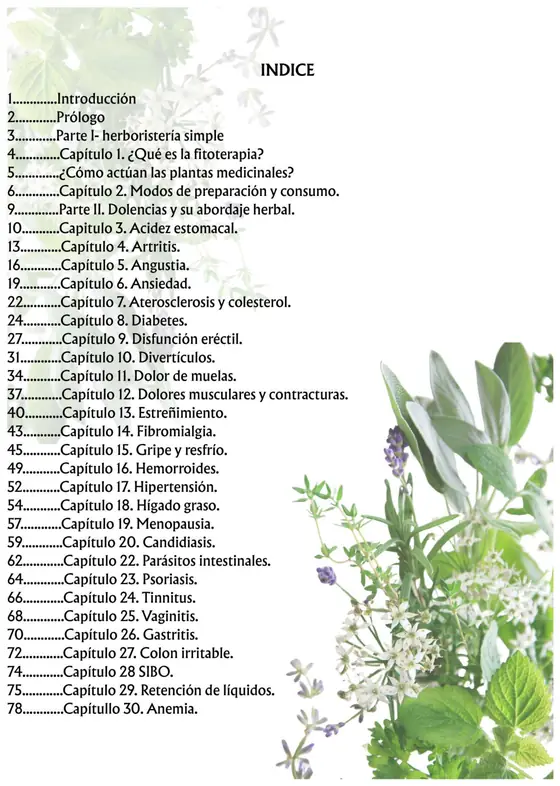 INDICE
1.............Introducción
2............Prólogo
3............Parte I- herboristería simple
4.............Capítulo 1. ¿Qué es la fitoterapia?
5.............¿Cómo actúan las plantas medicinales?
6.............Capítulo 2. Modos de preparación y consumo.
9.............Parte II. Dolencias y su abordaje herbal.
10...........Capitulo 3. Acidez estomacal.
13............Capítulo 4. Artritis.
16............Capítulo 5. Angustia.
19............Capítulo 6. Ansiedad.
22...........Capítulo 7. Aterosclerosis y colesterol.
24...........Capítulo 8. Diabetes.
27............Capítulo 9. Disfunción eréctil.
31............Capítulo 10. Divertículos.
34............Capítulo 11. Dolor de muelas.
37............Capítulo 12. Dolores musculares y contracturas.
40...........Capítulo 13. Estreñimiento.
43...........Capítulo 14. Fibromialgia.
45...........Capítulo 15. Gripe y resfrío.
49...........Capítulo 16. Hemorroides.
52...........Capítulo 17. Hipertensión.
54...........Capítulo 18. Hígado graso.
57............Capítulo 19. Menopausia.
59............Capítulo 20. Candidiasis.
62............Capítulo 22. Parásitos intestinales.
64............Capítulo 23. Psoriasis.
66............Capítulo 24. Tinnitus.
68............Capítulo 25. Vaginitis.
70............Capítulo 26. Gastritis.
72............Capítulo 27. Colon irritable.
74............Capítulo 28 SIBO.
75............Capítulo 29. Retención de líquidos.
78............Capítullo 30. Anemia.